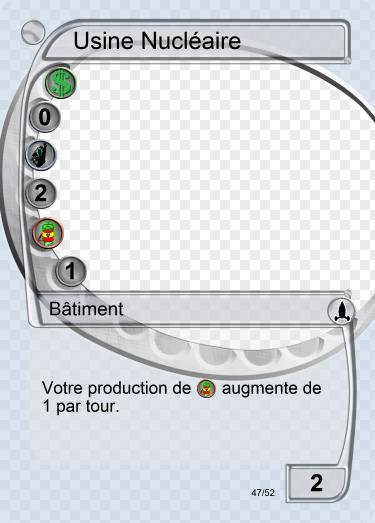 Usine Nucléaire
$
0
2
1
Bâtiment
Votre production de augmente de
1 par tour.
47/52
2